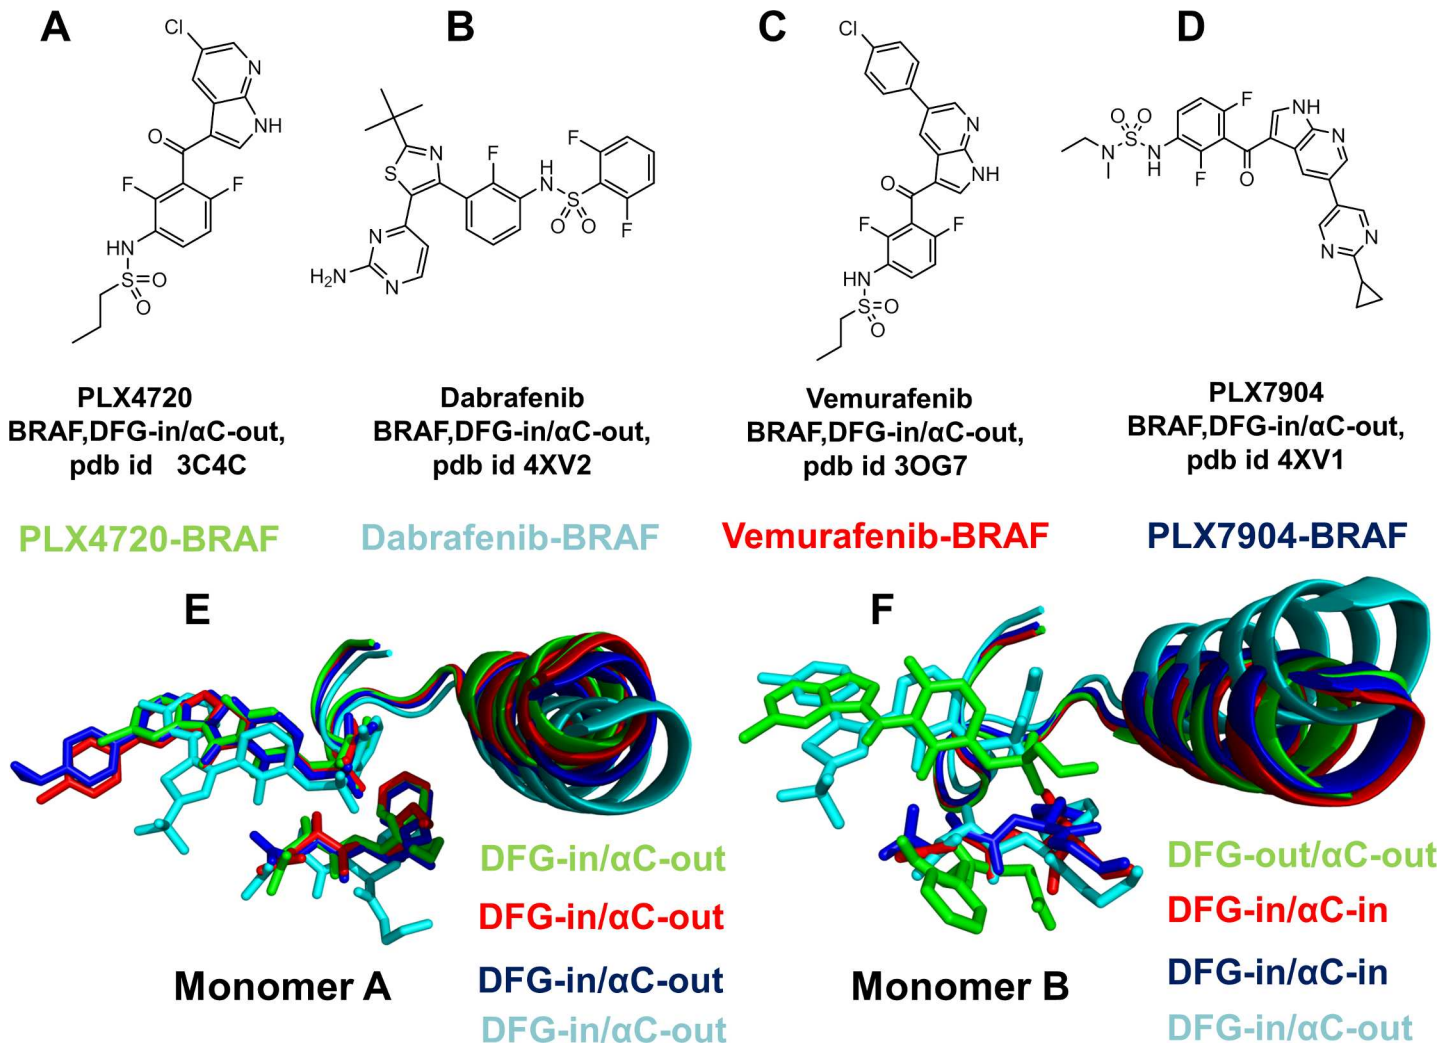 A
B
C
D
Cl
N
NH
O
F
F
HN
S
O
O
N
S
F
H
N
F
S
O
O
F
N
H₂N
N
Cl
N
NH
O
F
F
HN
S
O
O
O
O
S
N
N
H
F
F
O
NH
N
N
N
PLX4720
BRAF,DFG-in/αC-out,
pdb id 3C4C
Dabrafenib
BRAF,DFG-in/αC-out,
pdb id 4XV2
Vemurafenib
BRAF,DFG-in/αC-out,
pdb id 3OG7
PLX7904
BRAF,DFG-in/αC-out,
pdb id 4XV1
PLX4720-BRAF
Dabrafenib-BRAF
Vemurafenib-BRAF
PLX7904-BRAF
E
DFG-in/αC-out
DFG-in/αC-out
DFG-in/αC-out
DFG-in/αC-out
Monomer A
F
DFG-out/αC-out
DFG-in/αC-in
DFG-in/αC-in
DFG-in/αC-out
Monomer B